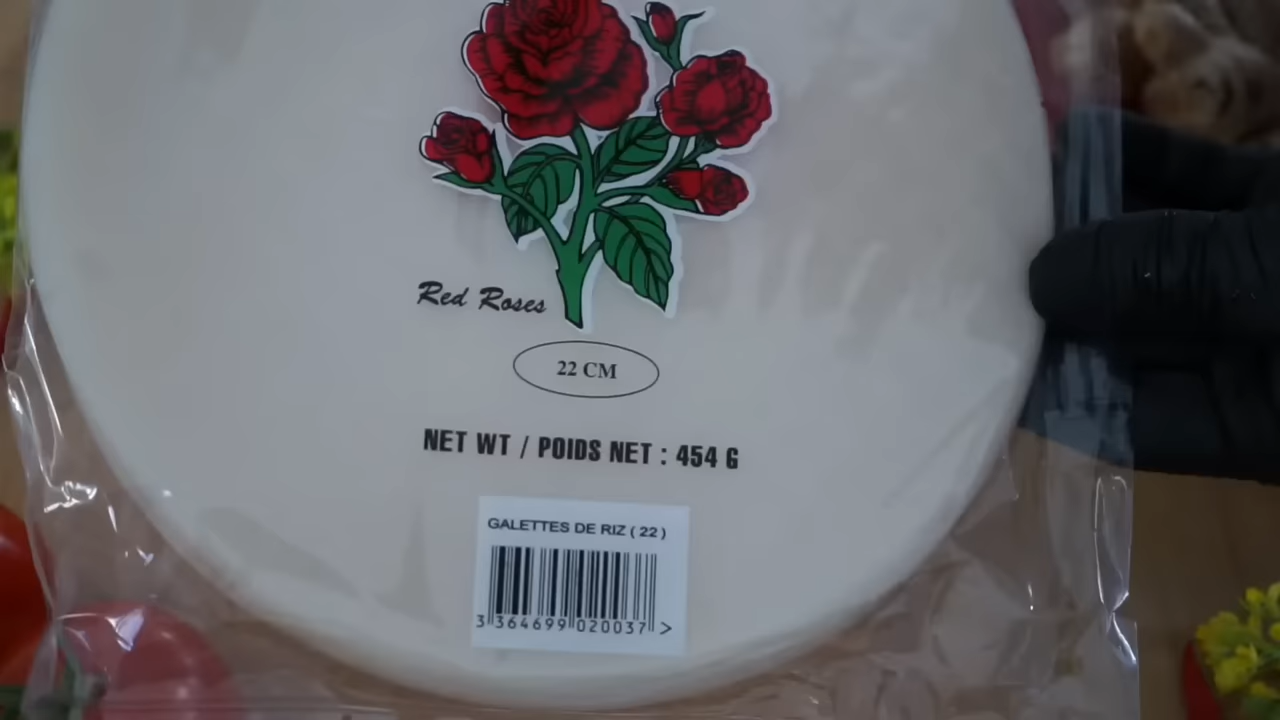 Red Roses
22 CM
NET WT / POIDS NET : 454 G
GALETTES DE RIZ ( 22 )
3 364699 020037 >